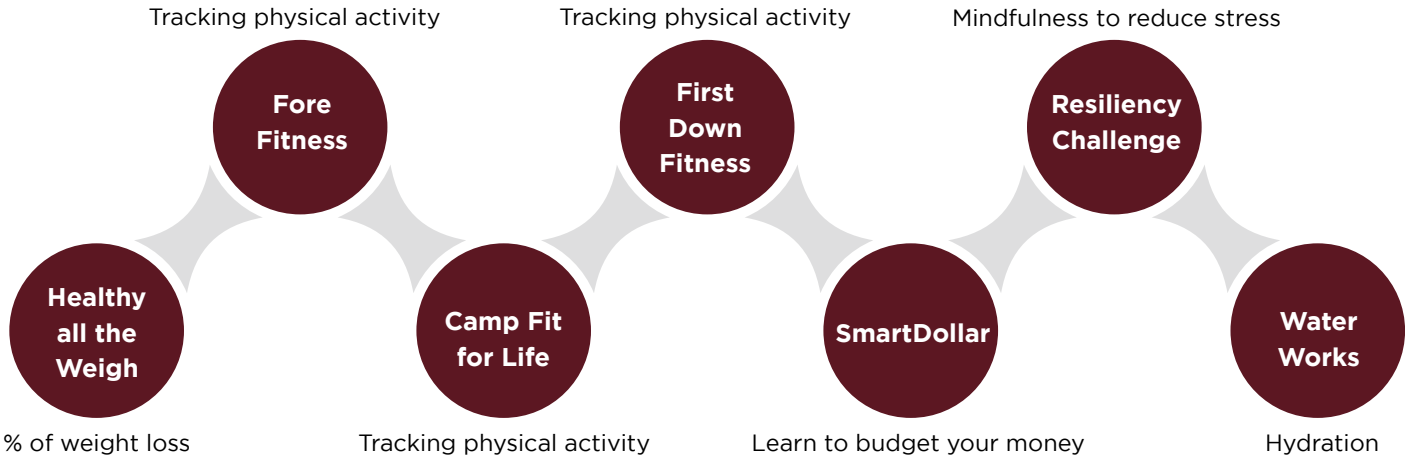 Tracking physical activity
Tracking physical activity
Mindfulness to reduce stress
Fore
Fitness
First
Down
Fitness
Resiliency
Challenge
Healthy
all the
Weigh
Camp Fit
for Life
SmartDollar
Water
Works
% of weight loss
Tracking physical activity
Learn to budget your money
Hydration